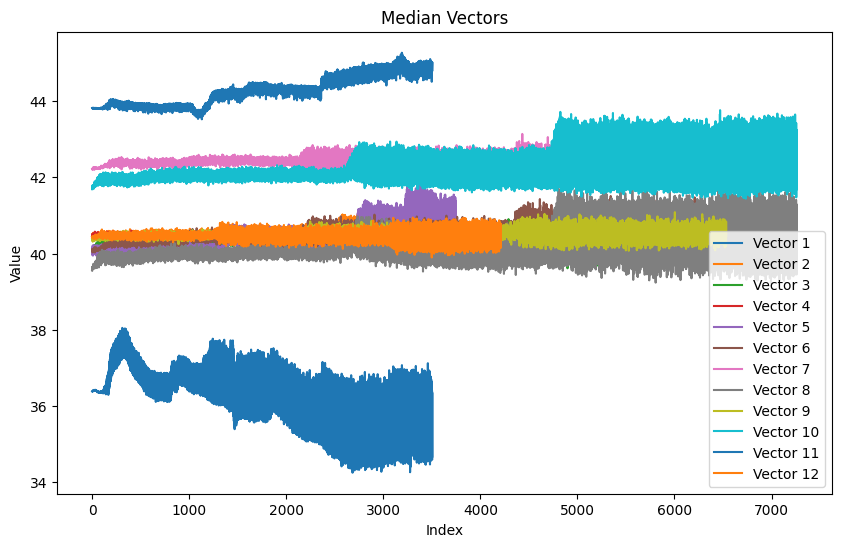 Median Vectors
Value
44
42
40
38
36
34
0 1000 2000 3000 4000 5000 6000 7000
Index
Vector 1
Vector 2
Vector 3
Vector 4
Vector 5
Vector 6
Vector 7
Vector 8
Vector 9
Vector 10
Vector 11
Vector 12